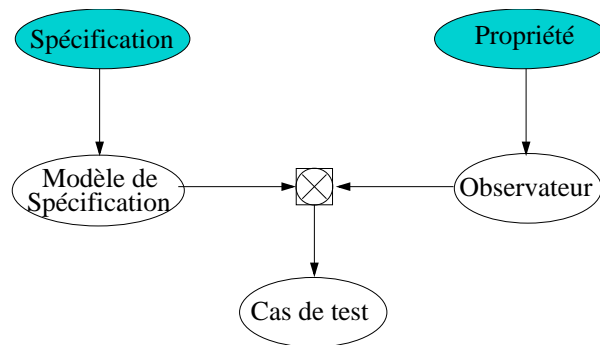 Spécification
Propriété
Modèle de
Spécification
Observateur
Cas de test